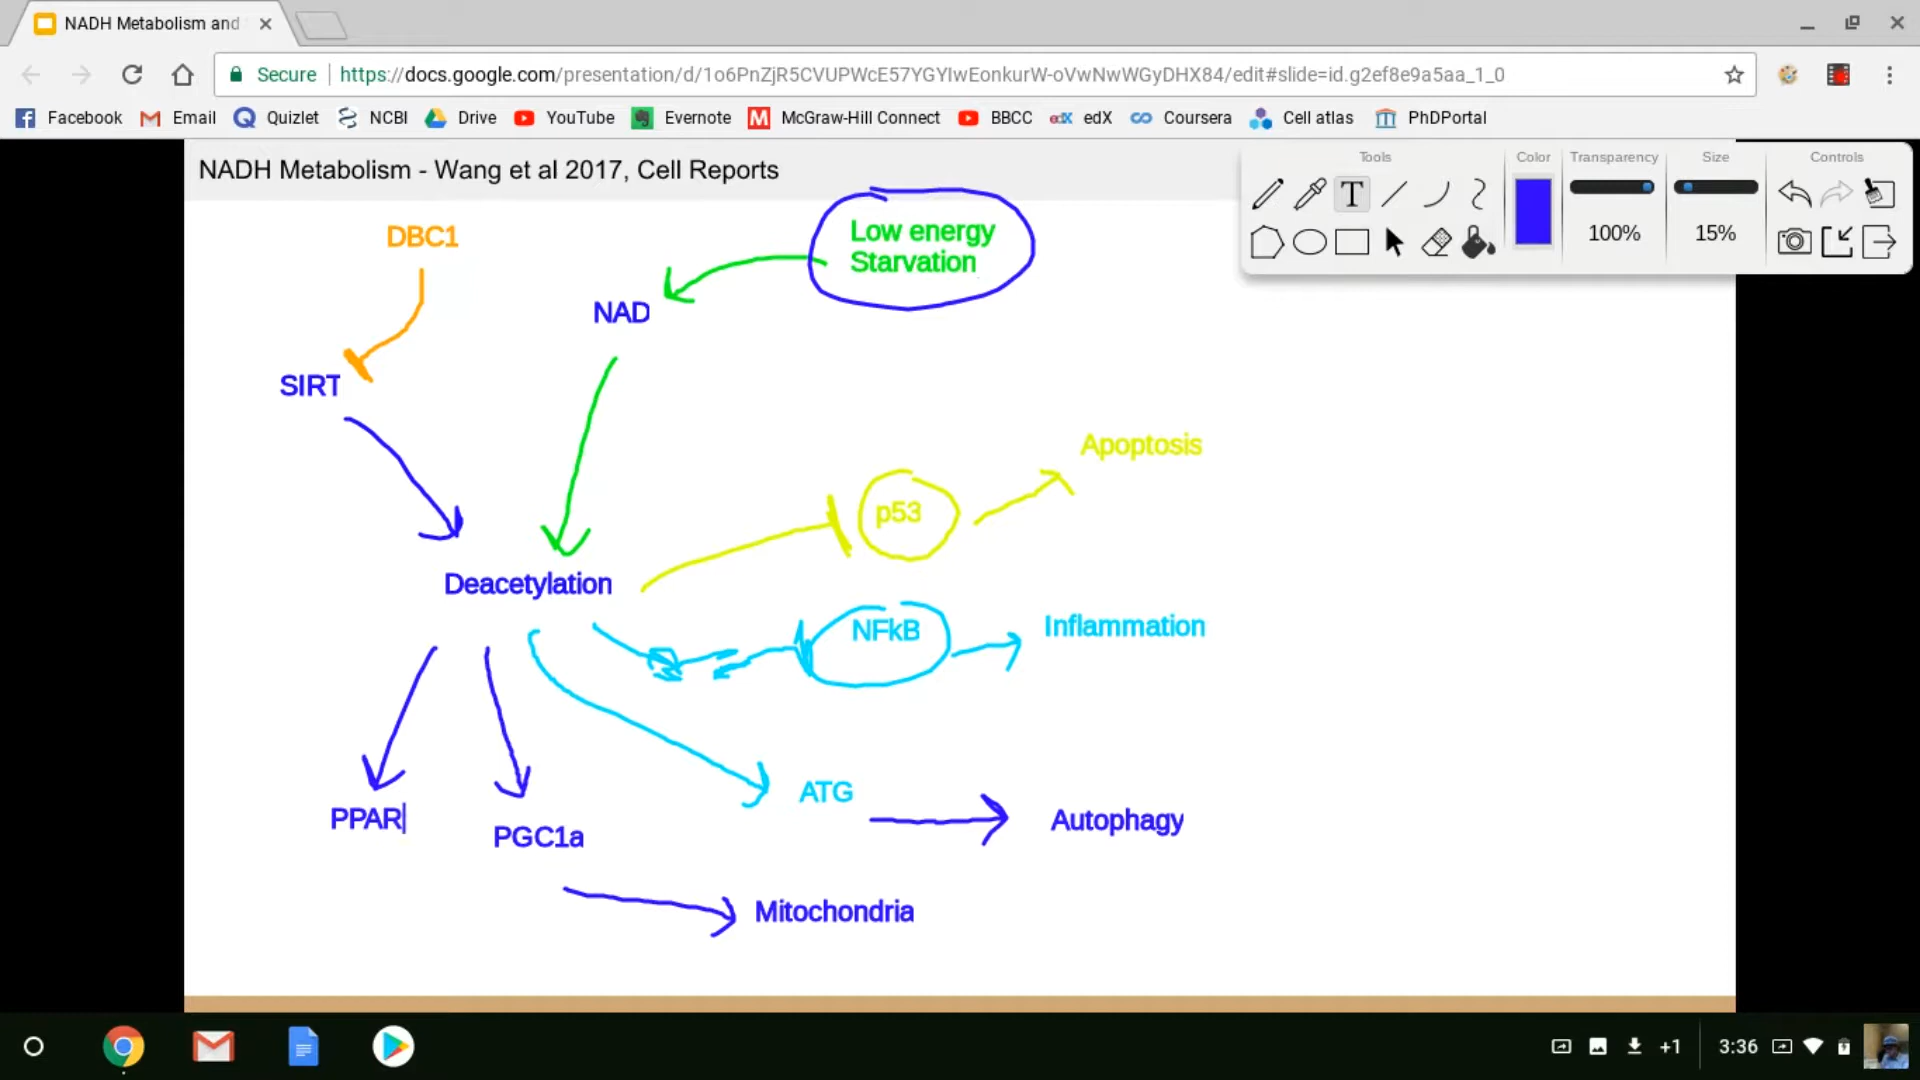 NADH Metabolism and
Secure
https://docs.google.com/presentation/d/1o6PnZjR5CVUPWcE57YGYIwEonkurW-oVwNwWGyDHX84/edit#slide=id.g2ef8e9a5aa_1_0
Facebook Email Quizlet NCBI Drive YouTube Evernote McGraw-Hill Connect BBCC edX Coursera Cell atlas PhDPortal
NADH Metabolism - Wang et al 2017, Cell Reports
Tools Color Transparency Size Controls
100% 15%
DBC1
Low energy
Starvation
NAD
SIRT
Apoptosis
p53
Deacetylation
NFkB
Inflammation
ATG
PPAR
PGC1a
Autophagy
Mitochondria
+1 3:36